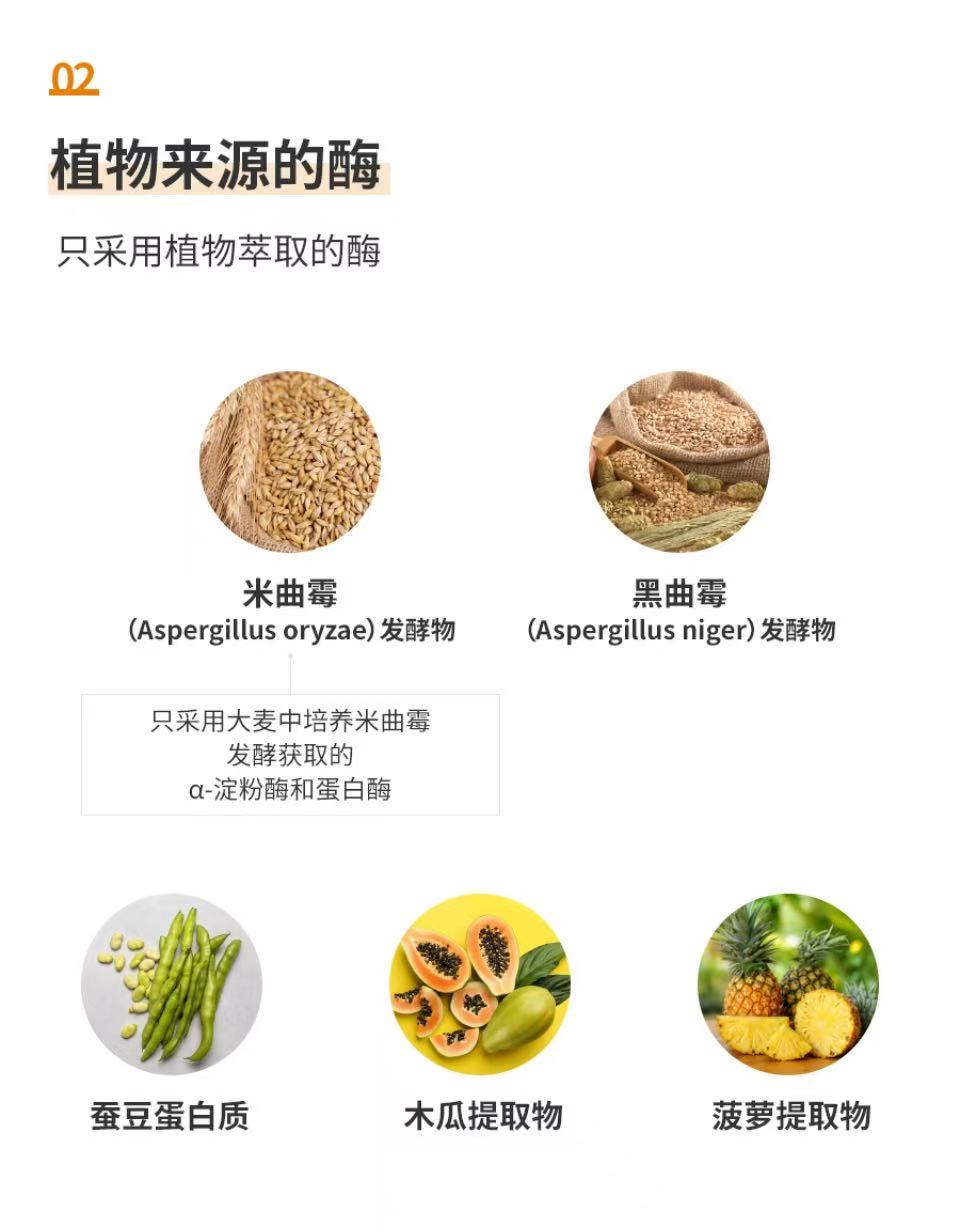 02
植物来源的酶
只采用植物萃取的酶
米曲霉
（Aspergillus oryzae）发酵物
黑曲霉
（Aspergillus niger）发酵物
只采用大麦中培养米曲霉
发酵获取的
α-淀粉酶和蛋白酶
蚕豆蛋白质
木瓜提取物
菠萝提取物